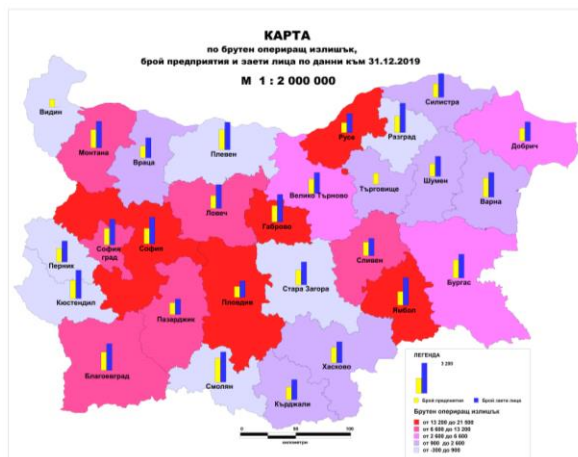 КАРТА
по брутен опериращ излишък,
брой предприятия и заети лица по данни към 31.12.2019
М 1 : 2 000 000
Видин
Монтана
Враца
Плевен
Русе
Разград
Силистра
Добрич
Шумен
Варна
Търговище
Велико Търново
Ловеч
Габрово
София
град
София
Перник
Кюстендил
Пловдив
Пазарджик
Стара Загора
Сливен
Ямбол
Бургас
Благоевград
Смолян
Кърджали
Хасково
ЛЕГЕНДА
Брой предприятия
Брой заети лица
Брутен опериращ излишък
от 13 200 до 21 500
от 6 600 до 13 200
от 2 600 до 6 600
от 900 до 2 600
от -300 до 900
0
50
100
километри